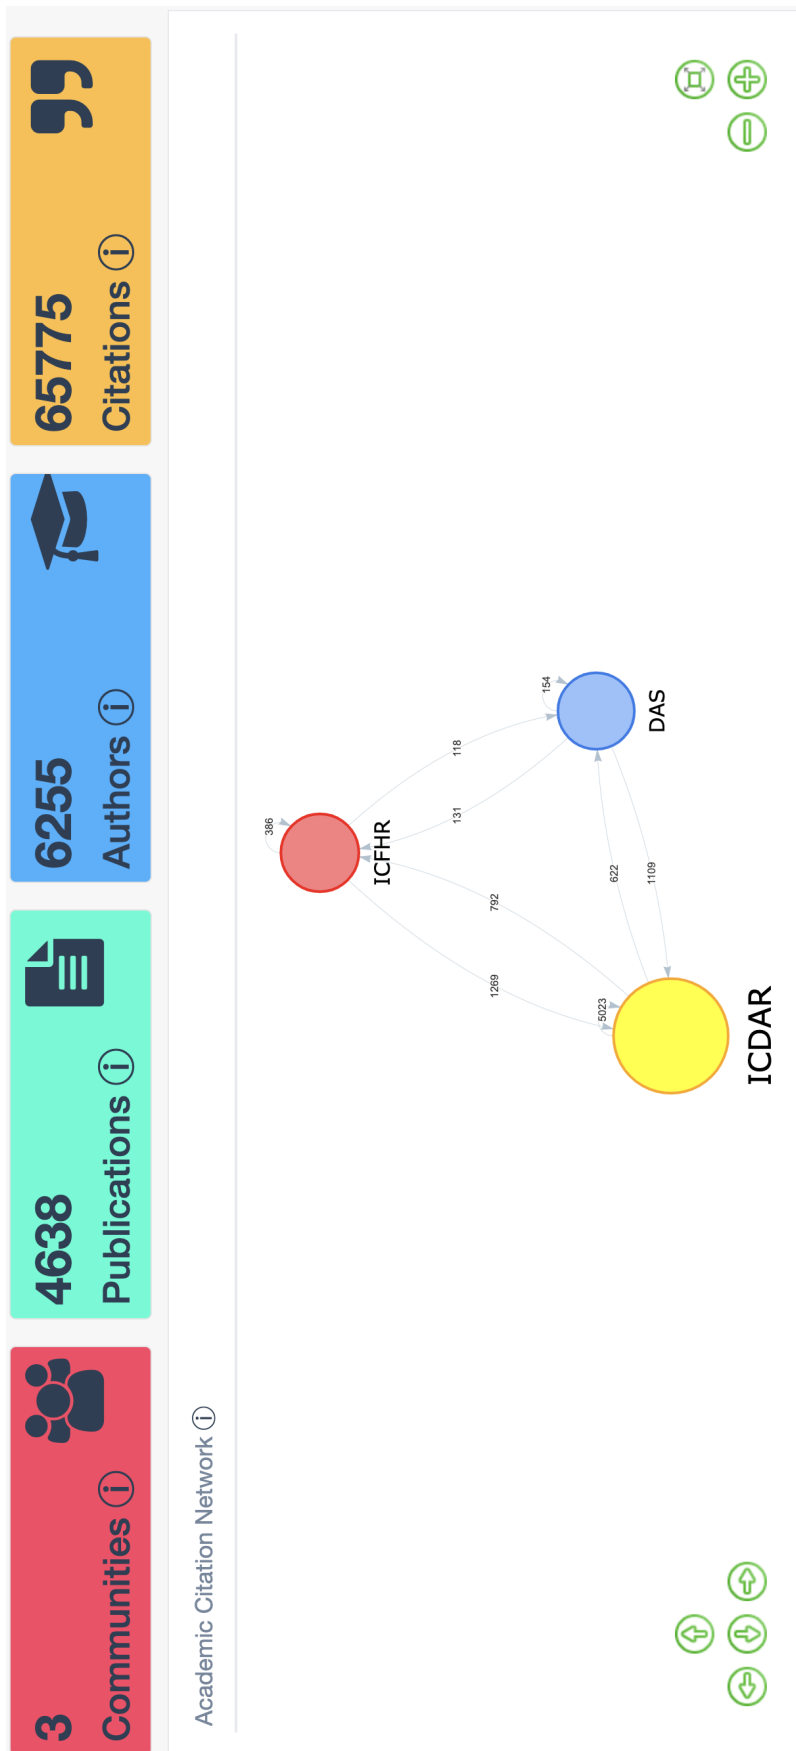 3
Communities
4638
Publications
6255
Authors
65775
Citations
Academic Citation Network
386
ICFHR
118
131
154
DAS
792
1269
622
1109
5023
ICDAR